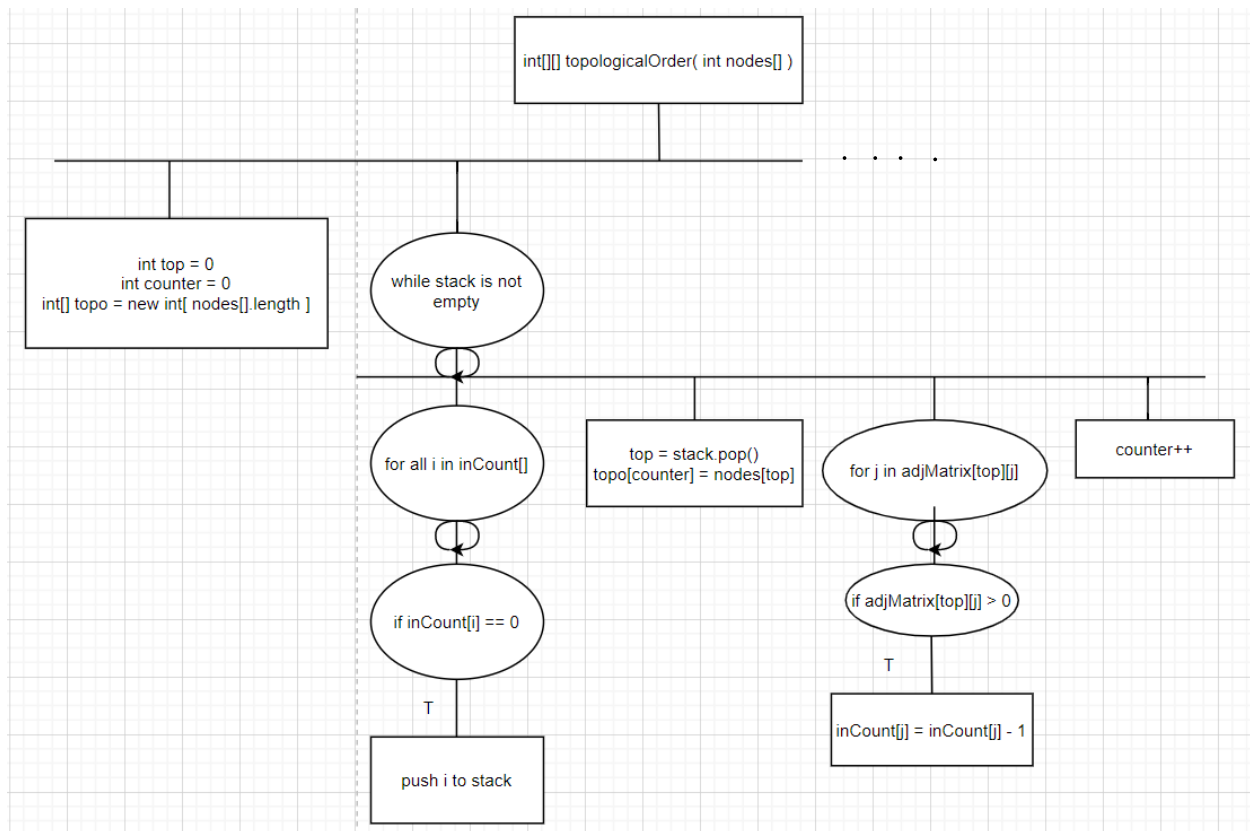 int[][] topologicalOrder( int nodes[] )
. . . .
int top = 0
int counter = 0
int[] topo = new int[ nodes[].length ]
while stack is not
empty
for all i in inCount[]
top = stack.pop()
topo[counter] = nodes[top]
for j in adjMatrix[top][j]
counter++
if inCount[i] == 0
if adjMatrix[top][j] > 0
T
T
push i to stack
inCount[j] = inCount[j] - 1